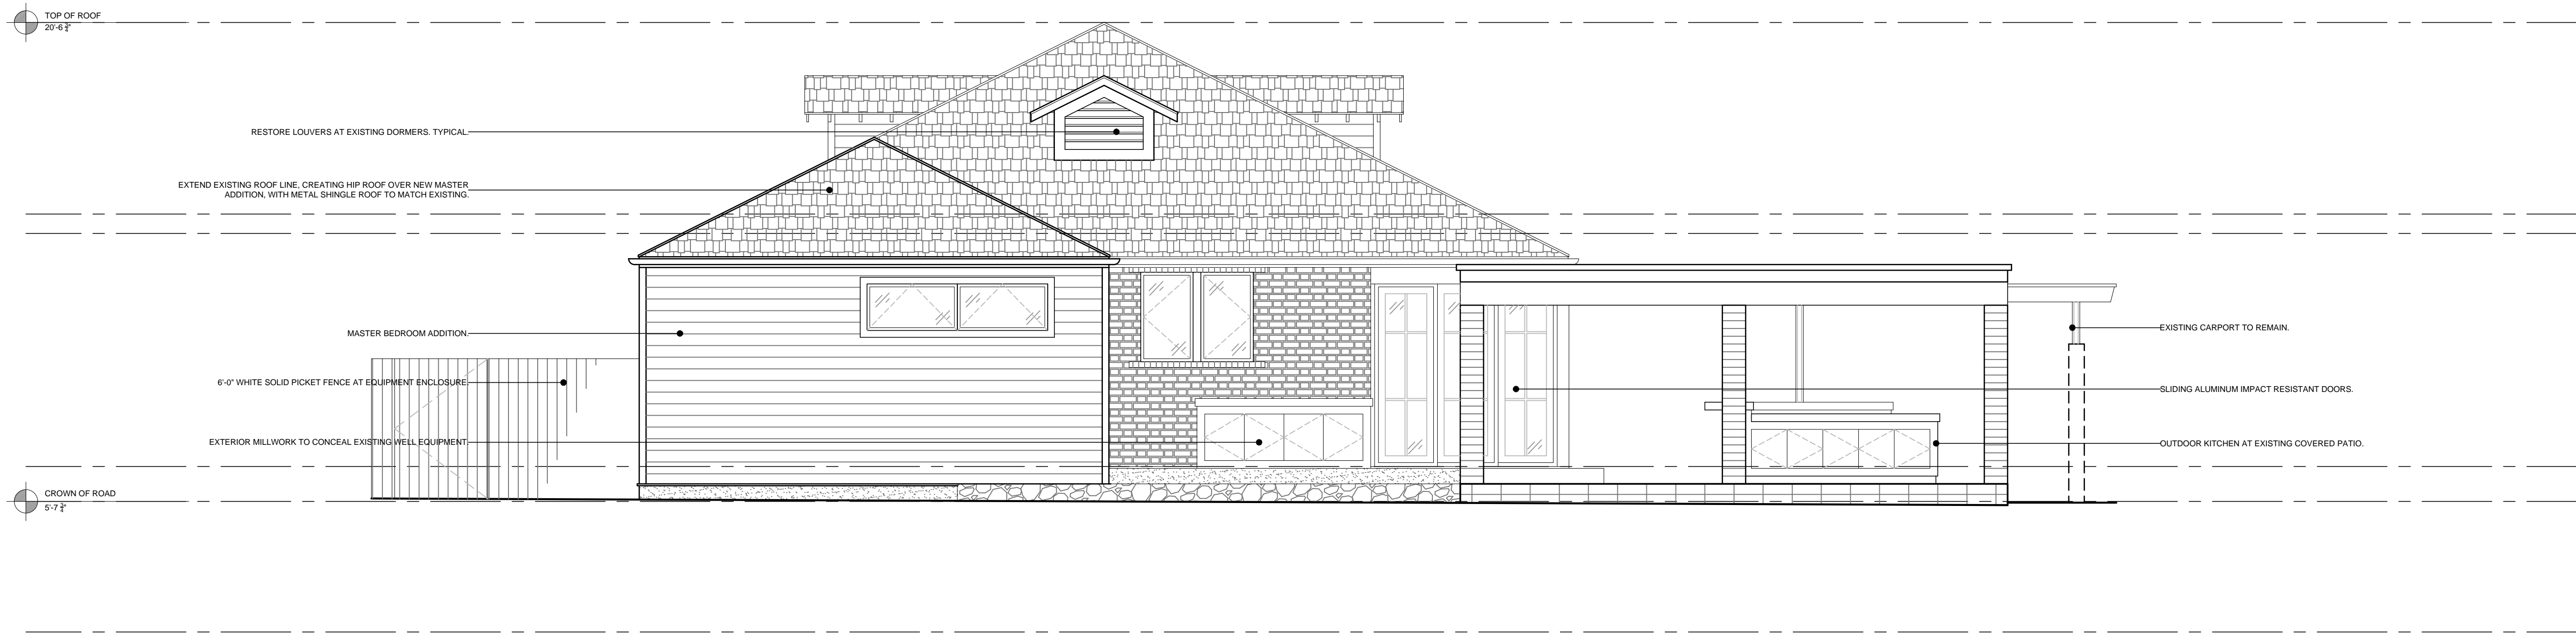 TOP OF ROOF
20'-6 3/4"
RESTORE LOUVERS AT EXISTING DORMERS. TYPICAL.
EXTEND EXISTING ROOF LINE, CREATING HIP ROOF OVER NEW MASTER
ADDITION, WITH METAL SHINGLE ROOF TO MATCH EXISTING.
MASTER BEDROOM ADDITION.
6'-0" WHITE SOLID PICKET FENCE AT EQUIPMENT ENCLOSURE.
EXTERIOR MILLWORK TO CONCEAL EXISTING WELL EQUIPMENT.
CROWN OF ROAD
5'-7 3/4"
EXISTING CARPORT TO REMAIN.
SLIDING ALUMINUM IMPACT RESISTANT DOORS.
OUTDOOR KITCHEN AT EXISTING COVERED PATIO.